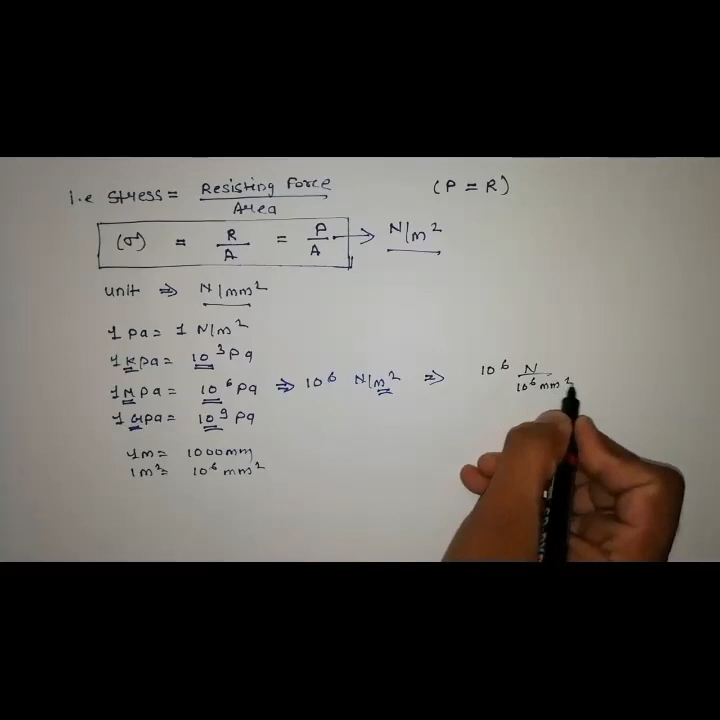 i.e Stress = Resisting Force / Area (P = R)
(σ) = R/A = P/A → N/m²
unit ⇒ N/mm²
1 Pa = 1 N/m²
1 KPa = 10³ Pa
1 MPa = 10⁶ Pa ⇒ 10⁶ N/m² ⇒ 10⁶ N / 10⁶ mm²
1 GPa = 10⁹ Pa
1m = 1000mm
1m² = 10⁶ mm²